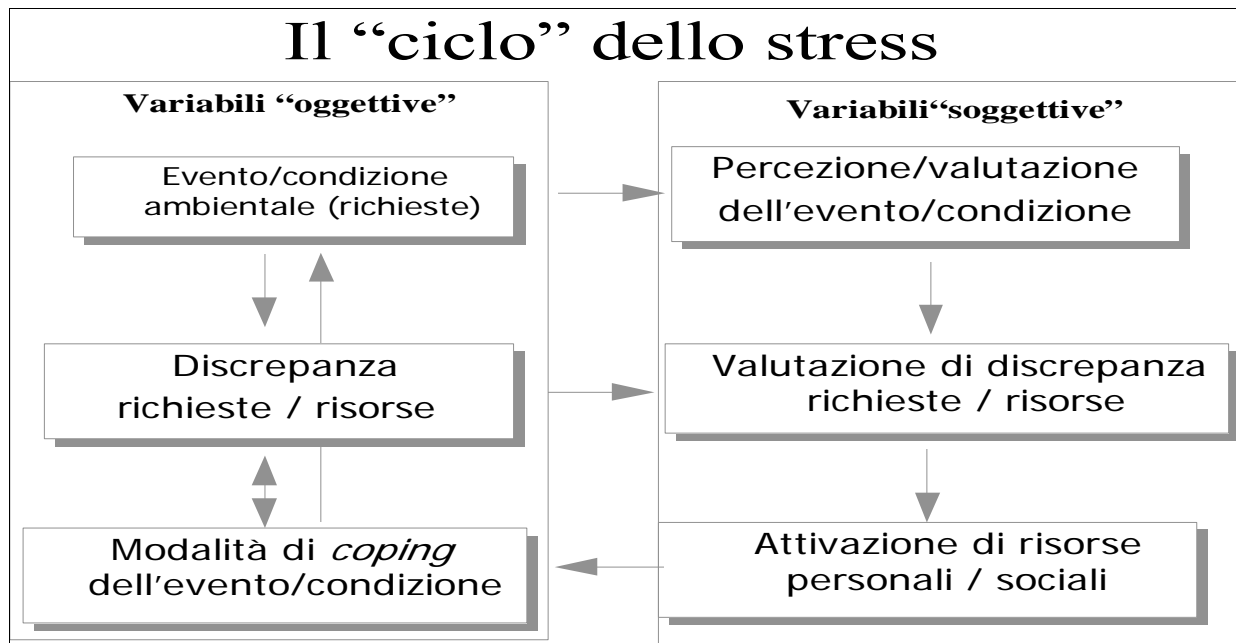 Il “ciclo” dello stress
Variabili “oggettive”
Evento/condizione
ambientale (richieste)
Discrepanza
richieste / risorse
Modalità di coping
dell'evento/condizione
Variabili“soggettive”
Percezione/valutazione
dell'evento/condizione
Valutazione di discrepanza
richieste / risorse
Attivazione di risorse
personali / sociali